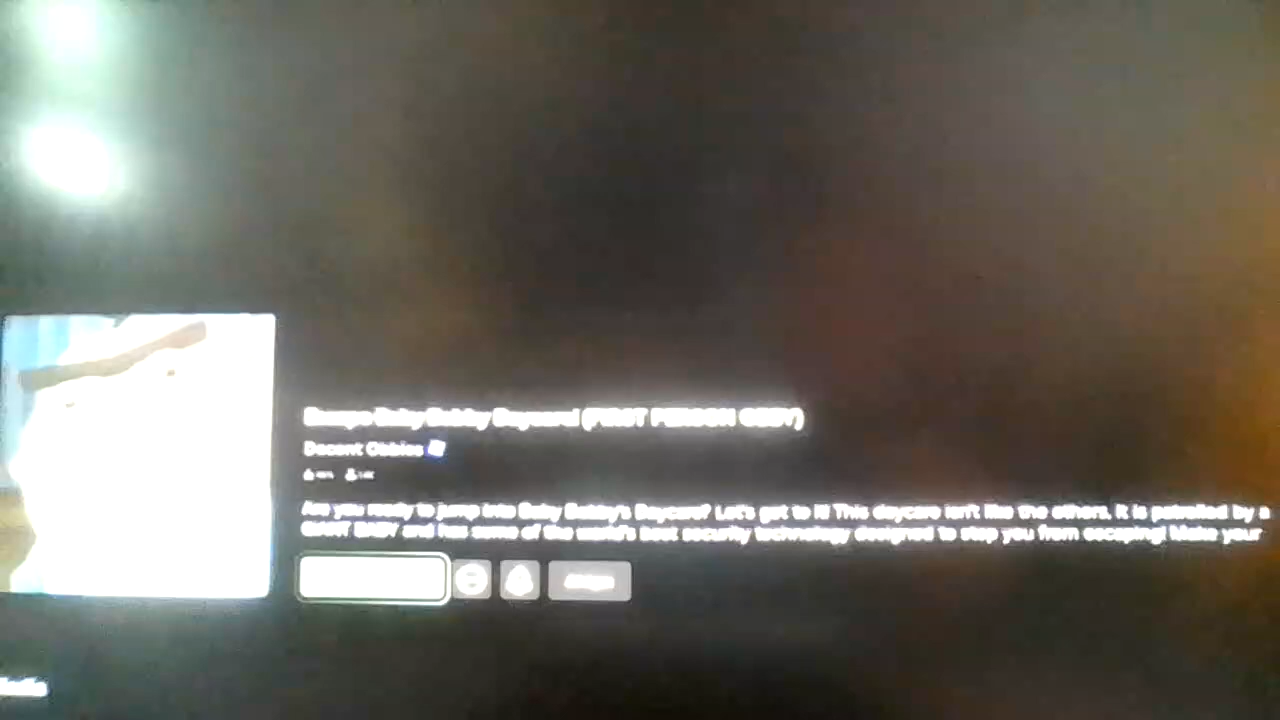 Escape Baby Bobby Daycare! (FIRST PERSON OBBY)
Decent Obbies
Are you ready to jump into Baby Bobby's Daycare? Let's get to it! This daycare isn't like the others. It is patrolled by a
GIANT BABY and has some of the world's best security technology designed to stop you from escaping! Make your